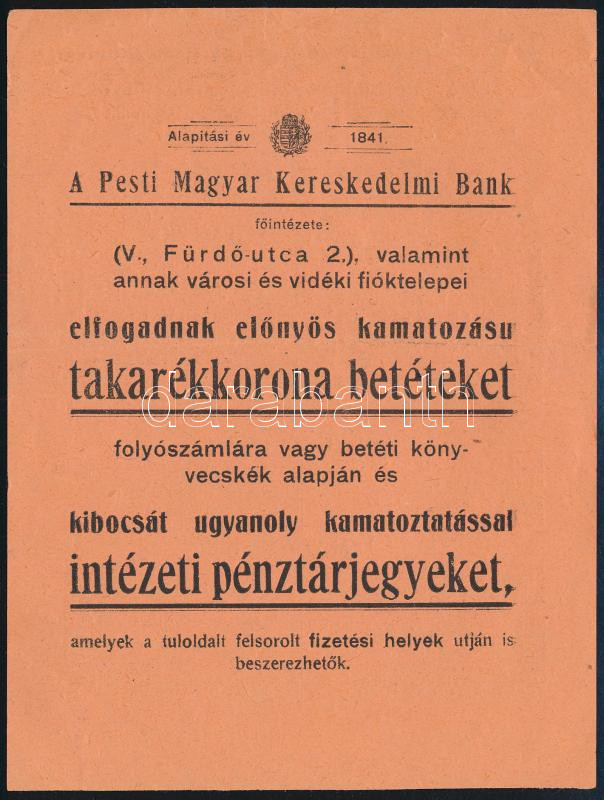 Alapitási év 1841.
A Pesti Magyar Kereskedelmi Bank
főintézete:
(V., Fürdő-utca 2.), valamint
annak városi és vidéki fióktelepei
elfogadnak előnyös kamatozásu
takarékkorona betéteket
darabanth
folyószámlára vagy betéti köny-
vecskék alapján és
kibocsát ugyanoly kamatoztatással
intézeti pénztárjegyeket,
amelyek a tuloldalt felsorolt fizetési helyek utján is
beszerezhetők.